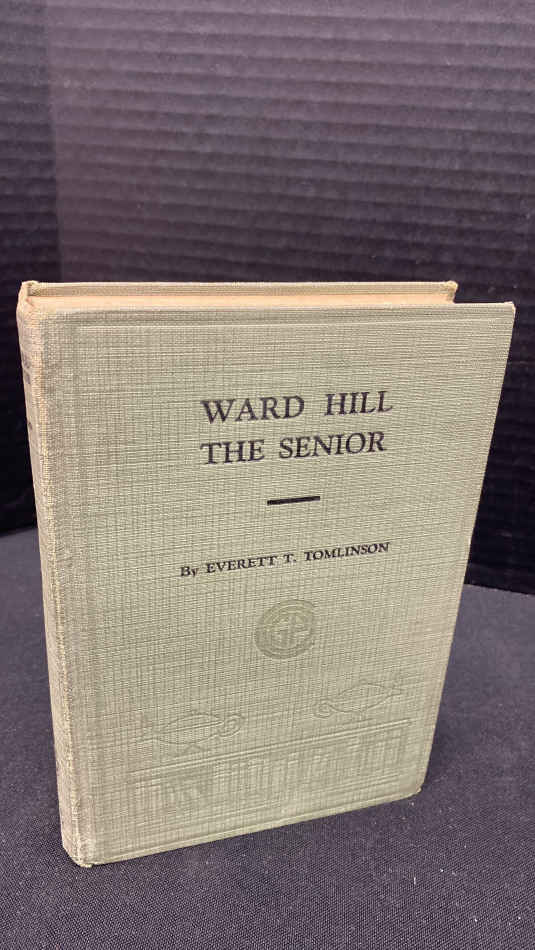 WARD HILL
THE SENIOR
By EVERETT T. TOMLINSON